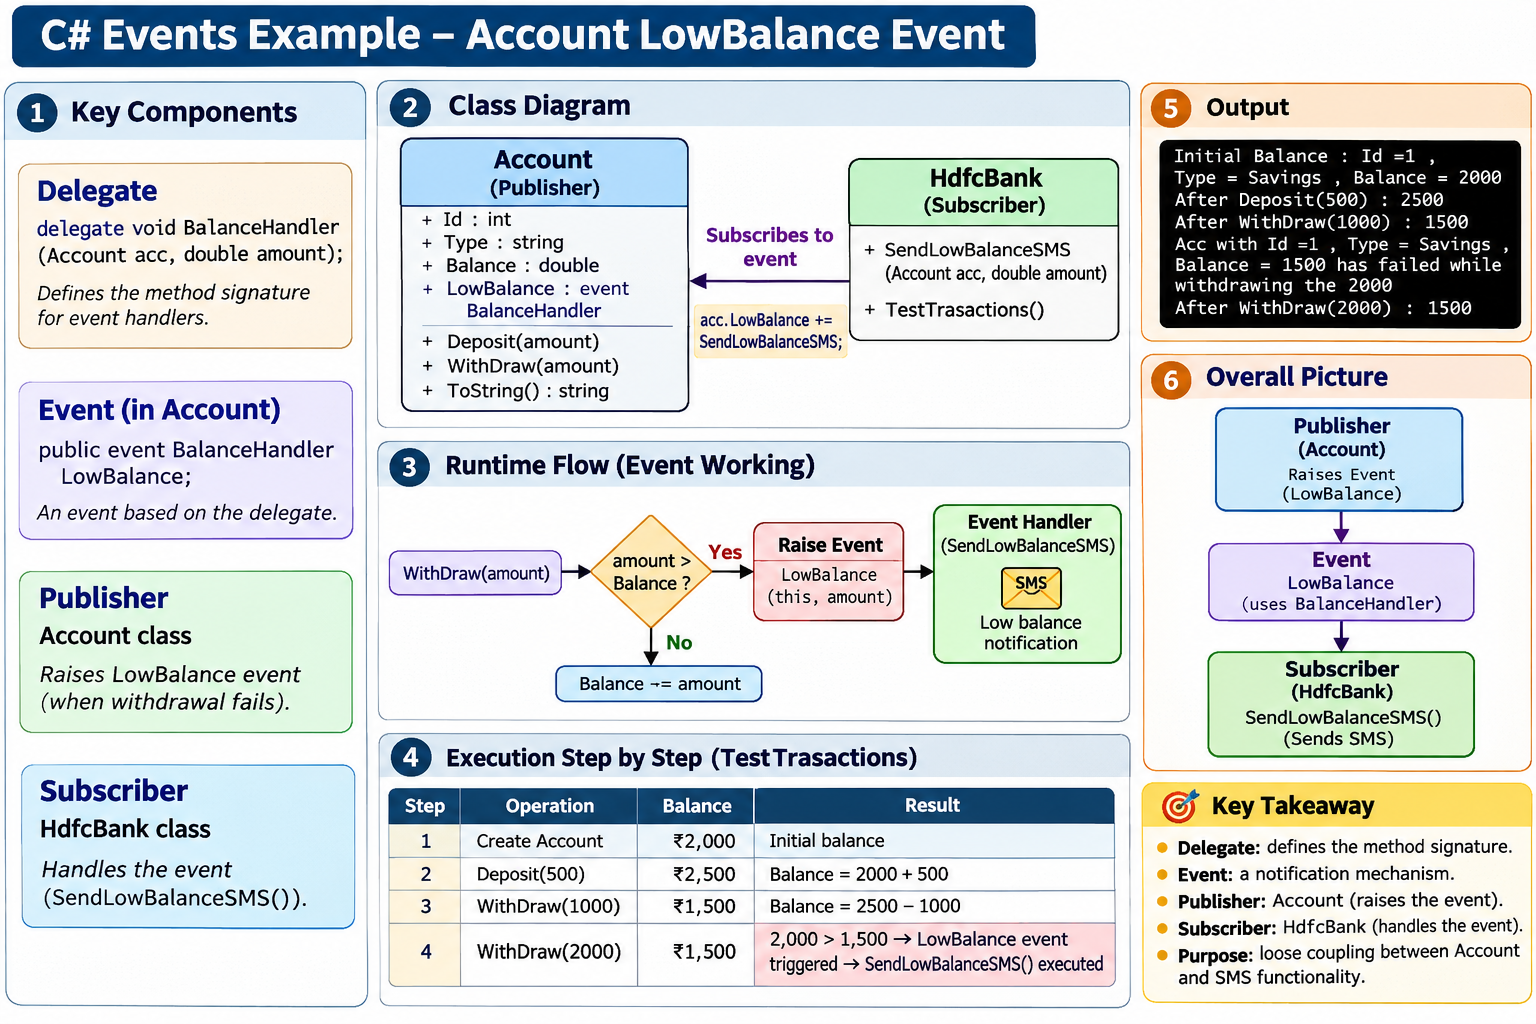 C# Events Example – Account LowBalance Event
1 Key Components
Delegate
delegate void BalanceHandler
(Account acc, double amount);
Defines the method signature
for event handlers.
Event (in Account)
public event BalanceHandler
LowBalance;
An event based on the delegate.
Publisher
Account class
Raises LowBalance event
(when withdrawal fails).
Subscriber
HdfcBank class
Handles the event
(SendLowBalanceSMS()).
2 Class Diagram
Account
(Publisher)
+ Id : int
+ Type : string
+ Balance : double
+ LowBalance : event
BalanceHandler
+ Deposit(amount)
+ WithDraw(amount)
+ ToString() : string
Subscribes to
event
acc.LowBalance +=
SendLowBalanceSMS;
HdfcBank
(Subscriber)
+ SendLowBalanceSMS
(Account acc, double amount)
+ TestTrasactions()
3 Runtime Flow (Event Working)
WithDraw(amount)
amount >
Balance ?
Yes
No
Balance -= amount
Raise Event
LowBalance
(this, amount)
Event Handler
(SendLowBalanceSMS)
SMS
Low balance
notification
4 Execution Step by Step (TestTrasactions)
Step Operation Balance Result
1 Create Account ₹2,000 Initial balance
2 Deposit(500) ₹2,500 Balance = 2000 + 500
3 WithDraw(1000) ₹1,500 Balance = 2500 − 1000
4 WithDraw(2000) ₹1,500 2,000 > 1,500 → LowBalance event
triggered → SendLowBalanceSMS() executed
5 Output
Initial Balance : Id =1 ,
Type = Savings , Balance = 2000
After Deposit(500) : 2500
After WithDraw(1000) : 1500
Acc with Id =1 , Type = Savings ,
Balance = 1500 has failed while
withdrawing the 2000
After WithDraw(2000) : 1500
6 Overall Picture
Publisher
(Account)
Raises Event
(LowBalance)
Event
LowBalance
(uses BalanceHandler)
Subscriber
(HdfcBank)
SendLowBalanceSMS()
(Sends SMS)
Key Takeaway
● Delegate: defines the method signature.
● Event: a notification mechanism.
● Publisher: Account (raises the event).
● Subscriber: HdfcBank (handles the event).
● Purpose: loose coupling between Account
and SMS functionality.